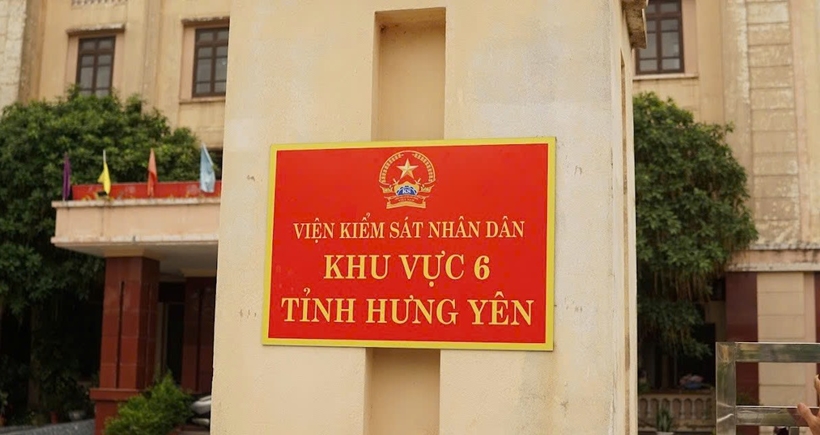 VIỆN KIỂM SÁT NHÂN DÂN
KHU VỰC 6
TỈNH HƯNG YÊN